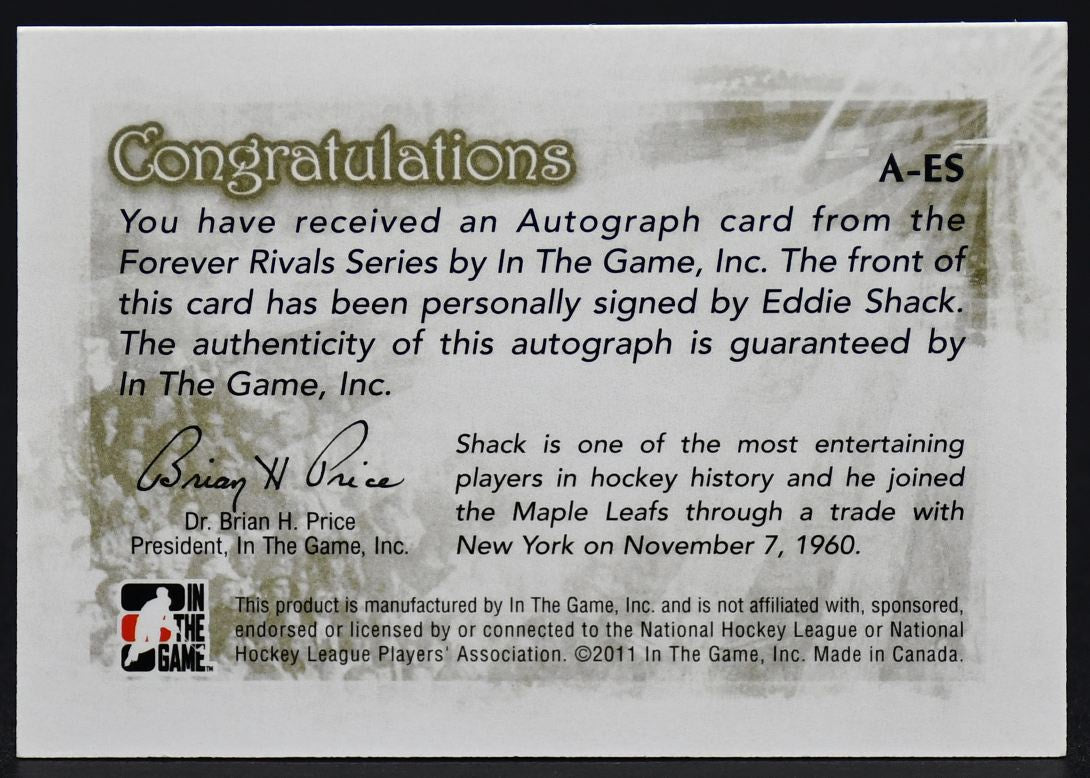 Congratulations
A-ES
You have received an Autograph card from the
Forever Rivals Series by In The Game, Inc. The front of
this card has been personally signed by Eddie Shack.
The authenticity of this autograph is guaranteed by
In The Game, Inc.
Brian H Price
Dr. Brian H. Price
President, In The Game, Inc.
Shack is one of the most entertaining
players in hockey history and he joined
the Maple Leafs through a trade with
New York on November 7, 1960.
IN
THE
GAME™
This product is manufactured by In The Game, Inc. and is not affiliated with, sponsored,
endorsed or licensed by or connected to the National Hockey League or National
Hockey League Players' Association. ©2011 In The Game, Inc. Made in Canada.